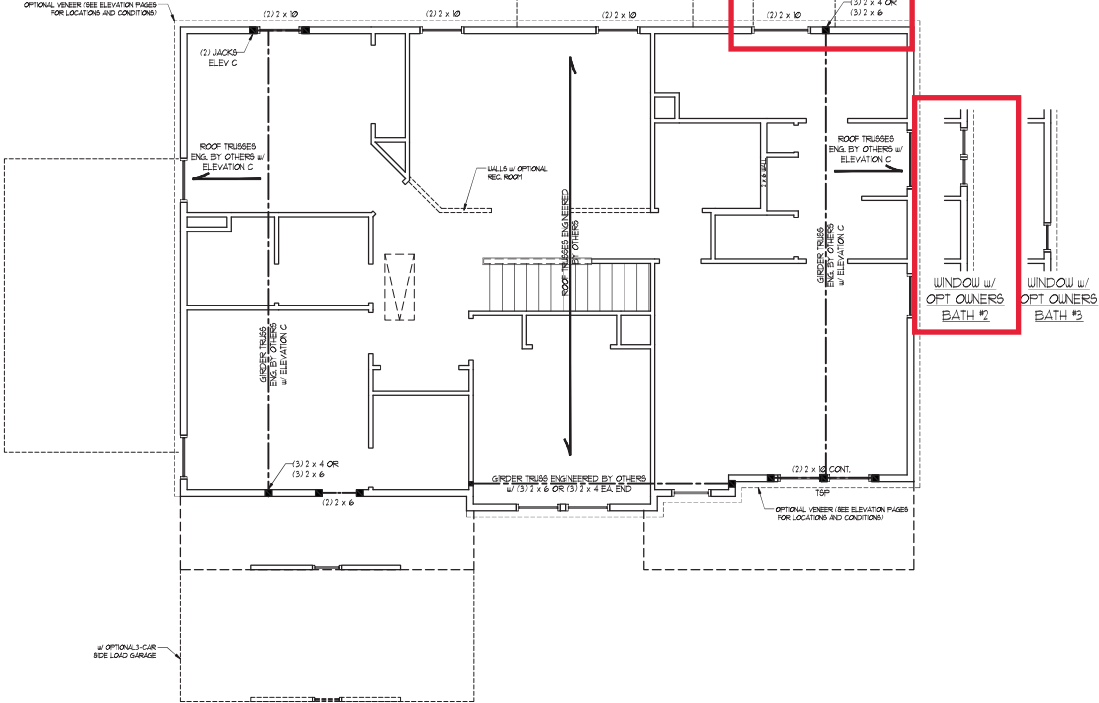 OPTIONAL VENEER (SEE ELEVATION PAGES
FOR LOCATIONS AND CONDITIONS)
(2) 2 x 10
(2) 2 x 10
(2) 2 x 10
(2) 2 x 10
(3) 2 x 4 OR
(3) 2 x 6
(2) JACKS
ELEV C
ROOF TRUSSES
ENG. BY OTHERS w/
ELEVATION C
WALLS w/ OPTIONAL
REC. ROOM
ROOF TRUSSES ENGINEERED
BY OTHERS
2 x 6 WALL
ROOF TRUSSES
ENG. BY OTHERS w/
ELEVATION C
GIRDER TRUSS
ENG. BY OTHERS
w/ ELEVATION C
WINDOW w/
OPT OWNERS
BATH #2
WINDOW w/
OPT OWNERS
BATH #3
GIRDER TRUSS
ENG. BY OTHERS
w/ ELEVATION C
(3) 2 x 4 OR
(3) 2 x 6
(2) 2 x 6
GIRDER TRUSS ENGINEERED BY OTHERS
w/ (3) 2 x 6 OR (3) 2 x 4 EA. END
(2) 2 x 10 CONT.
TSP
OPTIONAL VENEER (SEE ELEVATION PAGES
FOR LOCATIONS AND CONDITIONS)
w/ OPTIONAL 3-CAR
SIDE LOAD GARAGE